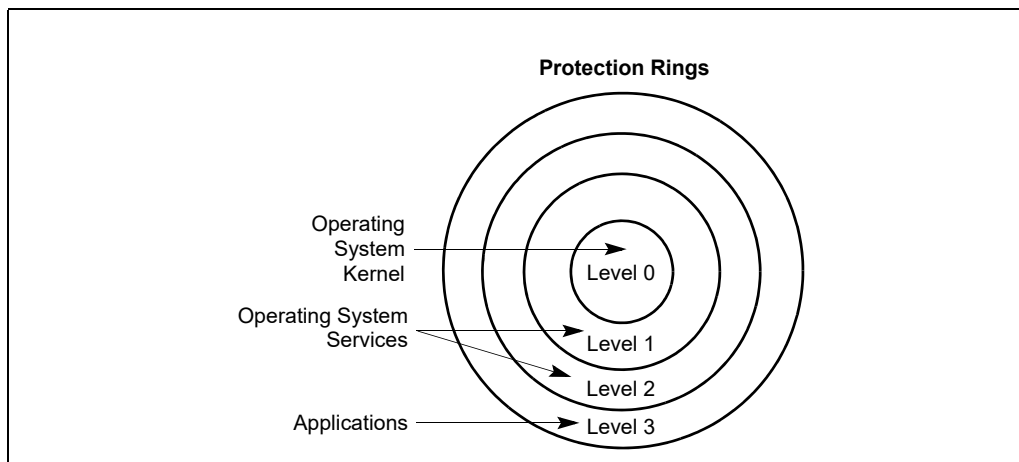 Protection Rings
Operating
System
Kernel
Level 0
Operating System
Services
Level 1
Level 2
Applications
Level 3